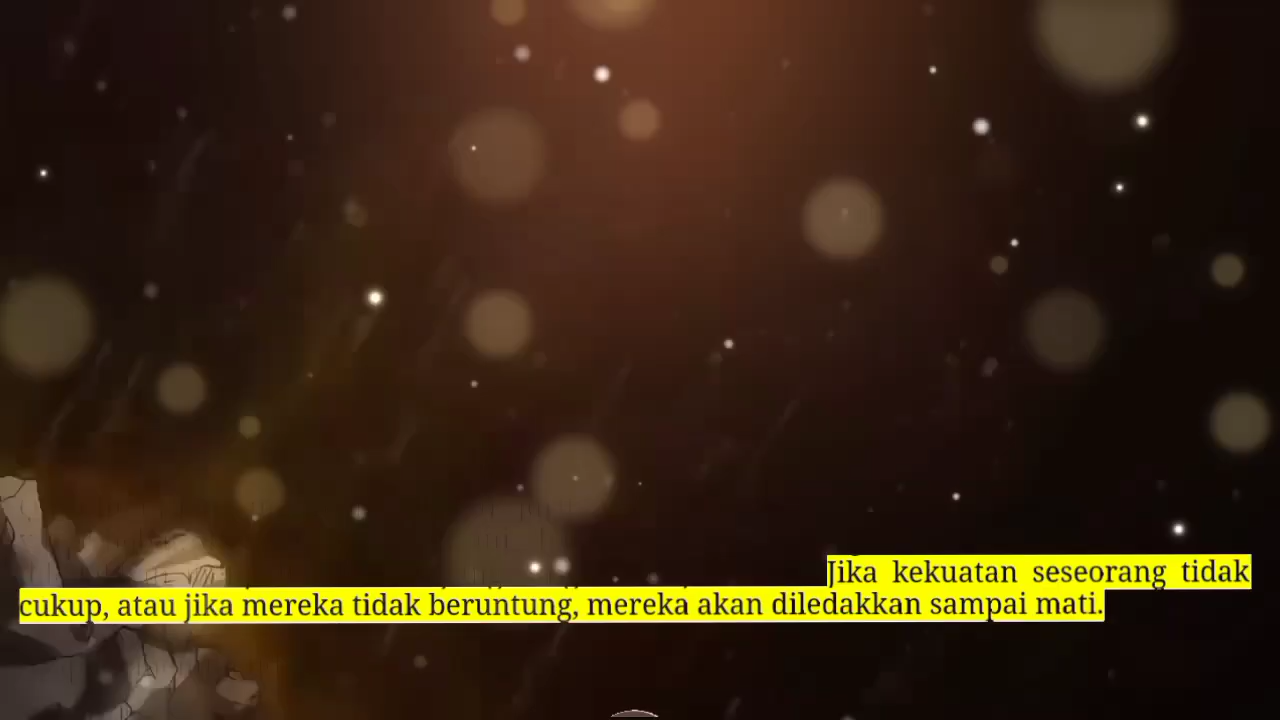 Jika kekuatan seseorang tidak
cukup, atau jika mereka tidak beruntung, mereka akan diledakkan sampai mati.